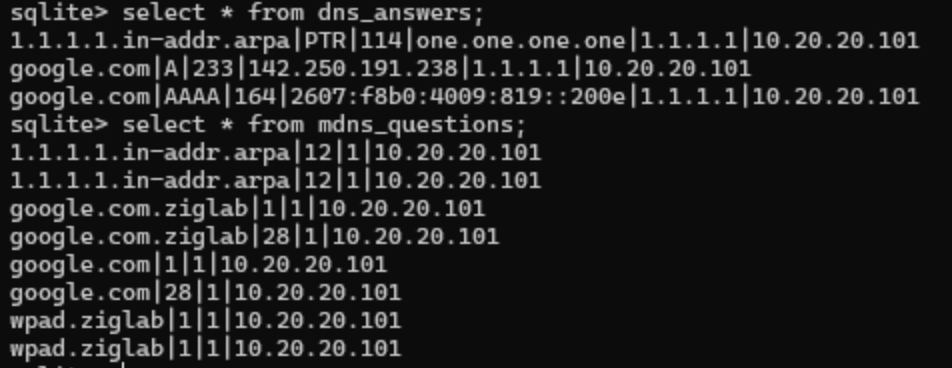 sqlite> select * from dns_answers;
1.1.1.1.in-addr.arpa|PTR|114|one.one.one.one|1.1.1.1|10.20.20.101
google.com|A|233|142.250.191.238|1.1.1.1|10.20.20.101
google.com|AAAA|164|2607:f8b0:4009:819::200e|1.1.1.1|10.20.20.101
sqlite> select * from mdns_questions;
1.1.1.1.in-addr.arpa|12|1|10.20.20.101
1.1.1.1.in-addr.arpa|12|1|10.20.20.101
google.com.ziglab|1|1|10.20.20.101
google.com.ziglab|28|1|10.20.20.101
google.com|1|1|10.20.20.101
google.com|28|1|10.20.20.101
wpad.ziglab|1|1|10.20.20.101
wpad.ziglab|1|1|10.20.20.101